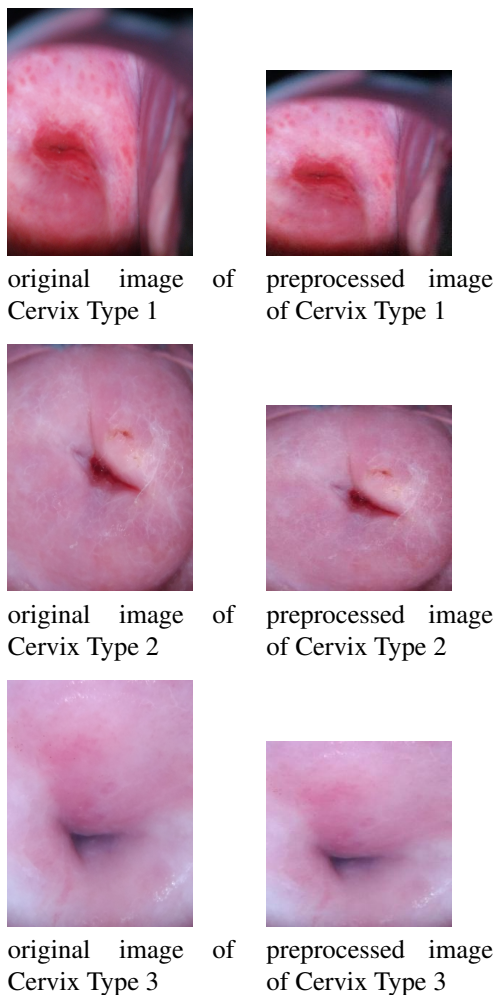 original image of
Cervix Type 1
preprocessed image
of Cervix Type 1
original image of
Cervix Type 2
preprocessed image
of Cervix Type 2
original image of
Cervix Type 3
preprocessed image
of Cervix Type 3